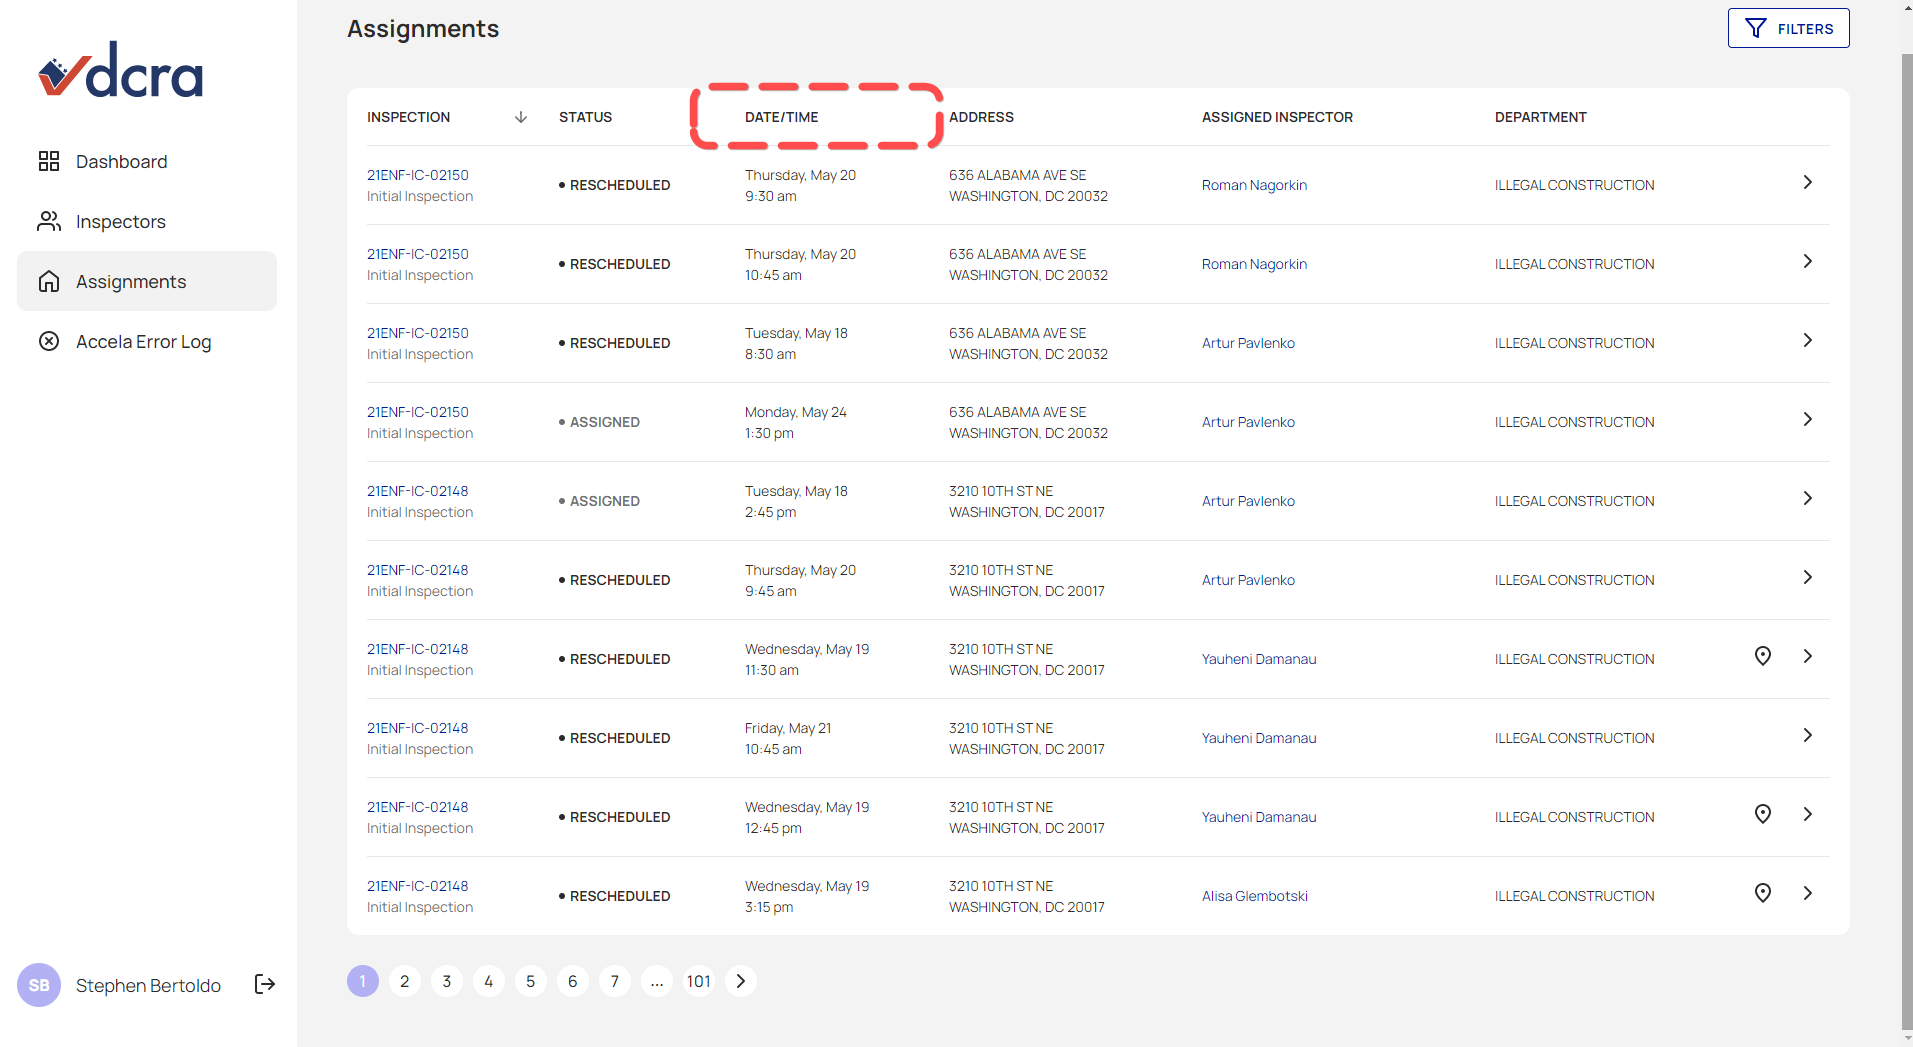 dcra
Dashboard
Inspectors
Assignments
Accela Error Log
SB
Stephen Bertoldo
Assignments
FILTERS
INSPECTION STATUS DATE/TIME ADDRESS ASSIGNED INSPECTOR DEPARTMENT
21ENF-IC-02150
Initial Inspection
RESCHEDULED
Thursday, May 20
9:30 am
636 ALABAMA AVE SE
WASHINGTON, DC 20032
Roman Nagorkin
ILLEGAL CONSTRUCTION
21ENF-IC-02150
Initial Inspection
RESCHEDULED
Thursday, May 20
10:45 am
636 ALABAMA AVE SE
WASHINGTON, DC 20032
Roman Nagorkin
ILLEGAL CONSTRUCTION
21ENF-IC-02150
Initial Inspection
RESCHEDULED
Tuesday, May 18
8:30 am
636 ALABAMA AVE SE
WASHINGTON, DC 20032
Artur Pavlenko
ILLEGAL CONSTRUCTION
21ENF-IC-02150
Initial Inspection
ASSIGNED
Monday, May 24
1:30 pm
636 ALABAMA AVE SE
WASHINGTON, DC 20032
Artur Pavlenko
ILLEGAL CONSTRUCTION
21ENF-IC-02148
Initial Inspection
ASSIGNED
Tuesday, May 18
2:45 pm
3210 10TH ST NE
WASHINGTON, DC 20017
Artur Pavlenko
ILLEGAL CONSTRUCTION
21ENF-IC-02148
Initial Inspection
RESCHEDULED
Thursday, May 20
9:45 am
3210 10TH ST NE
WASHINGTON, DC 20017
Artur Pavlenko
ILLEGAL CONSTRUCTION
21ENF-IC-02148
Initial Inspection
RESCHEDULED
Wednesday, May 19
11:30 am
3210 10TH ST NE
WASHINGTON, DC 20017
Yauheni Damanau
ILLEGAL CONSTRUCTION
21ENF-IC-02148
Initial Inspection
RESCHEDULED
Friday, May 21
10:45 am
3210 10TH ST NE
WASHINGTON, DC 20017
Yauheni Damanau
ILLEGAL CONSTRUCTION
21ENF-IC-02148
Initial Inspection
RESCHEDULED
Wednesday, May 19
12:45 pm
3210 10TH ST NE
WASHINGTON, DC 20017
Yauheni Damanau
ILLEGAL CONSTRUCTION
21ENF-IC-02148
Initial Inspection
RESCHEDULED
Wednesday, May 19
3:15 pm
3210 10TH ST NE
WASHINGTON, DC 20017
Alisa Glembotski
ILLEGAL CONSTRUCTION
1 2 3 4 5 6 7 ... 101